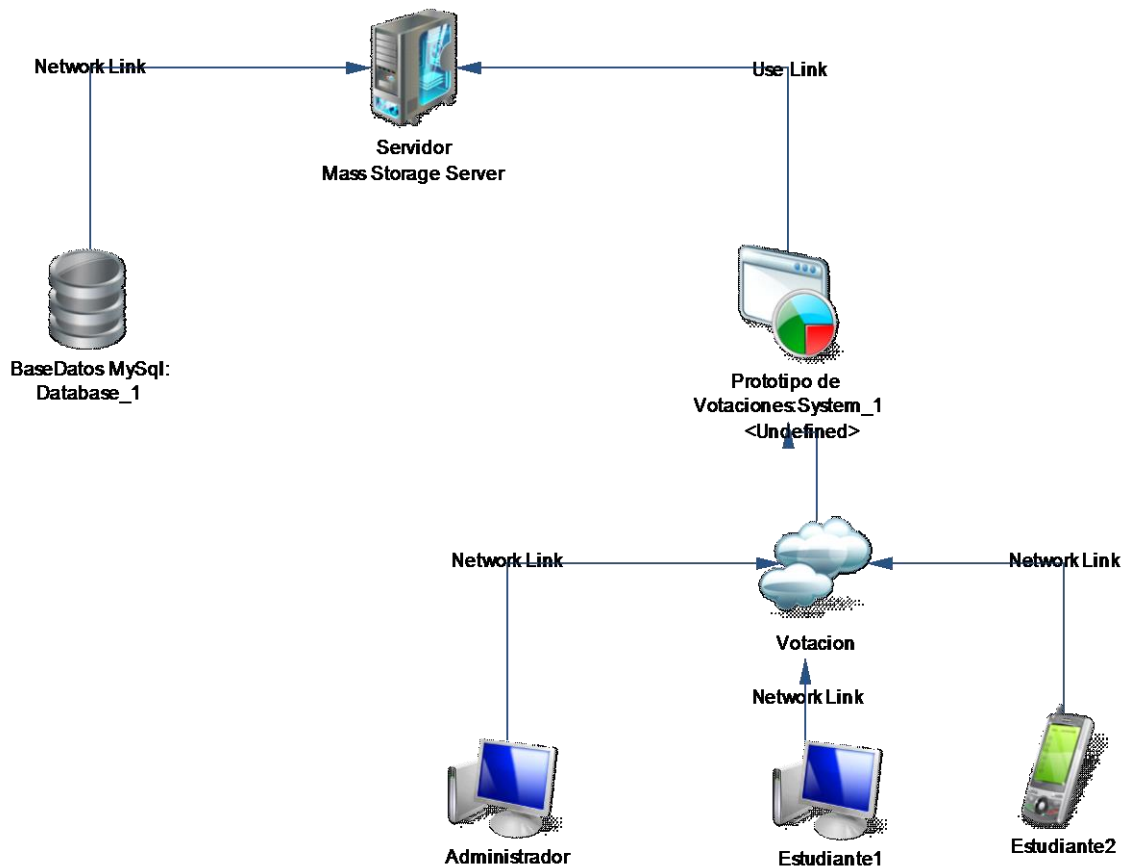 Network Link
Use Link
Servidor
Mass Storage Server
BaseDatos MySql:
Database_1
Prototipo de
Votaciones:System_1
<Undefined>
Network Link
Network Link
Votacion
Network Link
Administrador
Estudiante1
Estudiante2